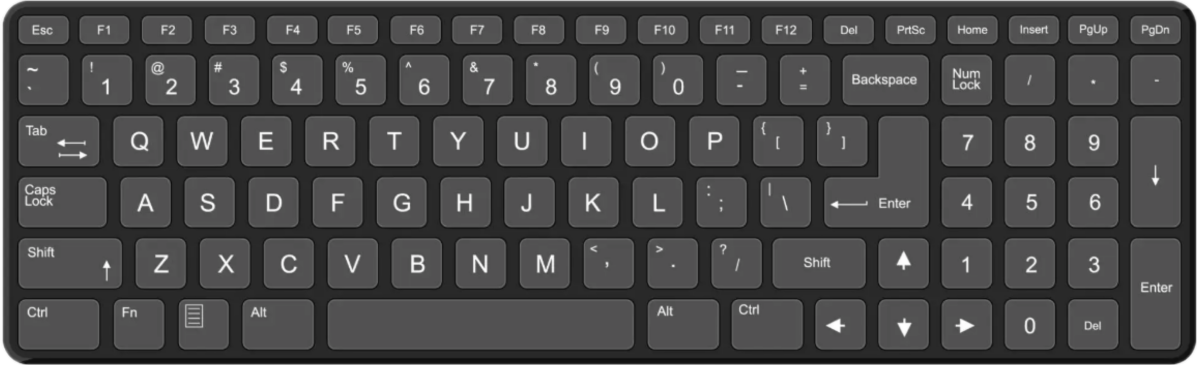 Esc F1 F2 F3 F4 F5 F6 F7 F8 F9 F10 F11 F12 Del PrtSc Home Insert PgUp PgDn
~ ` ! 1 @ 2 # 3 $ 4 % 5 ^ 6 & 7 * 8 ( 9 ) 0 — - + = Backspace Num Lock / * -
Tab Q W E R T Y U I O P { [ } ] 7 8 9
Caps Lock A S D F G H J K L : ; | \ Enter 4 5 6
Shift Z X C V B N M < , > . ? / Shift 1 2 3
Ctrl Fn Alt Alt Ctrl 0 Del Enter